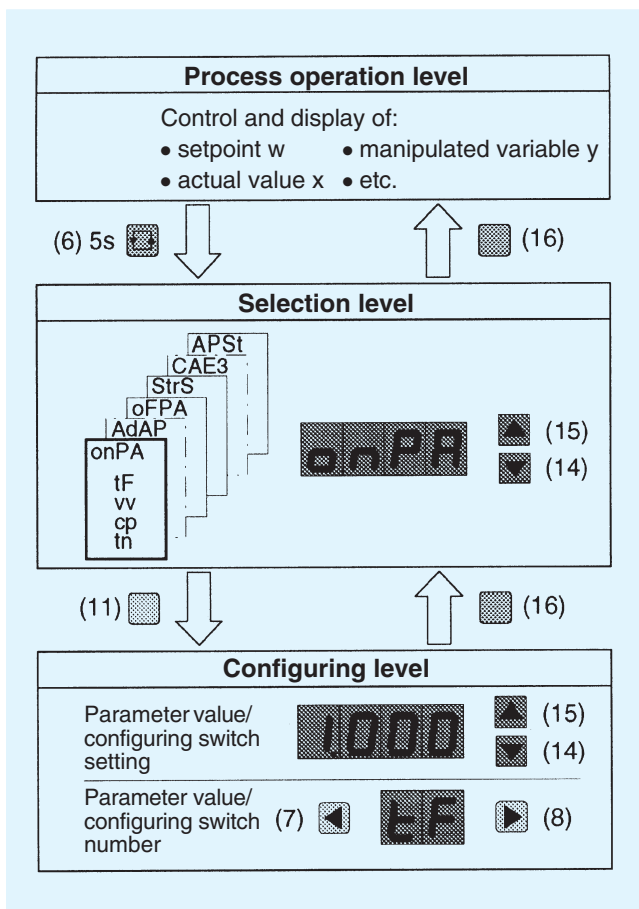 Process operation level
Control and display of:
• setpoint w • manipulated variable y
• actual value x • etc.
(6) 5s (16)
Selection level
APSt
CAE3
StrS
oFPA
AdAP
onPA
tF
vv
cp
tn
onPA
(15)
(14)
(11) (16)
Configuring level
Parameter value/
configuring switch
setting
1.000
(15)
(14)
Parameter value/
configuring switch
number
(7) tF (8)